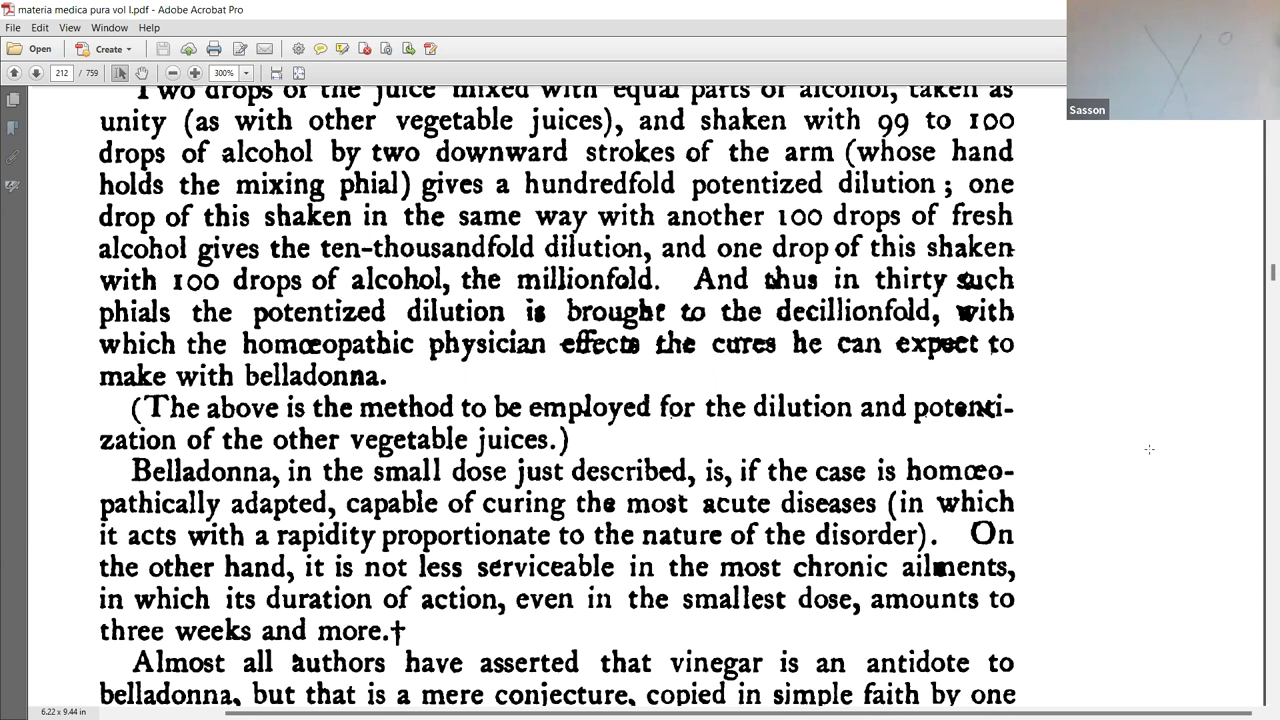 materia medica pura vol I.pdf - Adobe Acrobat Pro
File Edit View Window Help
Open Create
212 / 759 300%
Sasson
Two drops of the juice mixed with equal parts of alcohol, taken as
unity (as with other vegetable juices), and shaken with 99 to 100
drops of alcohol by two downward strokes of the arm (whose hand
holds the mixing phial) gives a hundredfold potentized dilution ; one
drop of this shaken in the same way with another 100 drops of fresh
alcohol gives the ten-thousandfold dilution, and one drop of this shaken
with 100 drops of alcohol, the millionfold. And thus in thirty such
phials the potentized dilution is brought to the decillionfold, with
which the homœopathic physician effects the cures he can expect to
make with belladonna.
(The above is the method to be employed for the dilution and potenti-
zation of the other vegetable juices.)
Belladonna, in the small dose just described, is, if the case is homœo-
pathically adapted, capable of curing the most acute diseases (in which
it acts with a rapidity proportionate to the nature of the disorder). On
the other hand, it is not less serviceable in the most chronic ailments,
in which its duration of action, even in the smallest dose, amounts to
three weeks and more.†
Almost all authors have asserted that vinegar is an antidote to
belladonna, but that is a mere conjecture, copied in simple faith by one
6.22 x 9.44 in